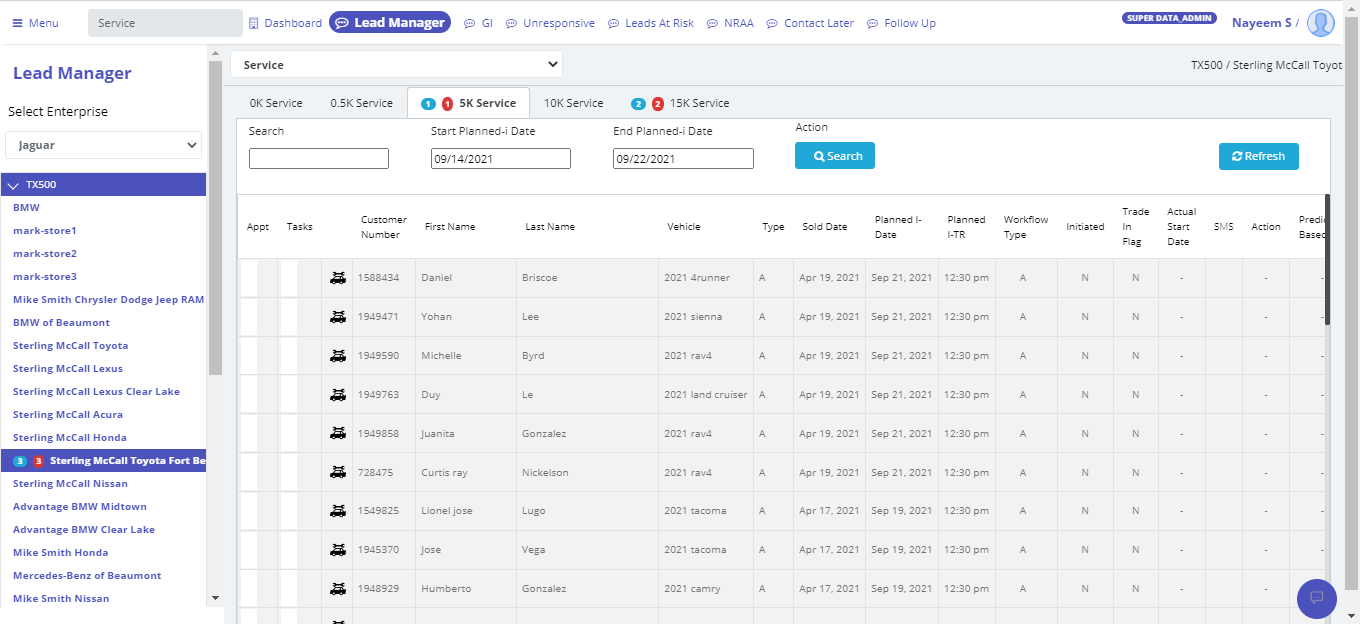 Menu
Service
Dashboard
Lead Manager
GI
Unresponsive
Leads At Risk
NRAA
Contact Later
Follow Up
SUPER DATA_ADMIN
Nayeem S /
Lead Manager
Select Enterprise
Jaguar
TX500
BMW
mark-store1
mark-store2
mark-store3
Mike Smith Chrysler Dodge Jeep RAM
BMW of Beaumont
Sterling McCall Toyota
Sterling McCall Lexus
Sterling McCall Lexus Clear Lake
Sterling McCall Acura
Sterling McCall Honda
3 3 Sterling McCall Toyota Fort Be
Sterling McCall Nissan
Advantage BMW Midtown
Advantage BMW Clear Lake
Mike Smith Honda
Mercedes-Benz of Beaumont
Mike Smith Nissan
Service
TX500 / Sterling McCall Toyot
0K Service 0.5K Service 1 1 5K Service 10K Service 2 2 15K Service
Search Start Planned-i Date End Planned-i Date Action
09/14/2021 09/22/2021 Search Refresh
Appt Tasks Customer Number First Name Last Name Vehicle Type Sold Date Planned I-Date Planned I-TR Workflow Type Initiated Trade In Flag Actual Start Date SMS Action Predic Based
1588434 Daniel Briscoe 2021 4runner A Apr 19, 2021 Sep 21, 2021 12:30 pm A N N - - -
1949471 Yohan Lee 2021 sienna A Apr 19, 2021 Sep 21, 2021 12:30 pm A N N - - -
1949590 Michelle Byrd 2021 rav4 A Apr 19, 2021 Sep 21, 2021 12:30 pm A N N - - -
1949763 Duy Le 2021 land cruiser A Apr 19, 2021 Sep 21, 2021 12:30 pm A N N - - -
1949858 Juanita Gonzalez 2021 rav4 A Apr 19, 2021 Sep 21, 2021 12:30 pm A N N - - -
728475 Curtis ray Nickelson 2021 rav4 A Apr 19, 2021 Sep 21, 2021 12:30 pm A N N - - -
1549825 Lionel jose Lugo 2021 tacoma A Apr 17, 2021 Sep 19, 2021 12:30 pm A N N - - -
1945370 Jose Vega 2021 tacoma A Apr 17, 2021 Sep 19, 2021 12:30 pm A N N - - -
1948929 Humberto Gonzalez 2021 camry A Apr 17, 2021 Sep 19, 2021 12:30 pm A N N - - -